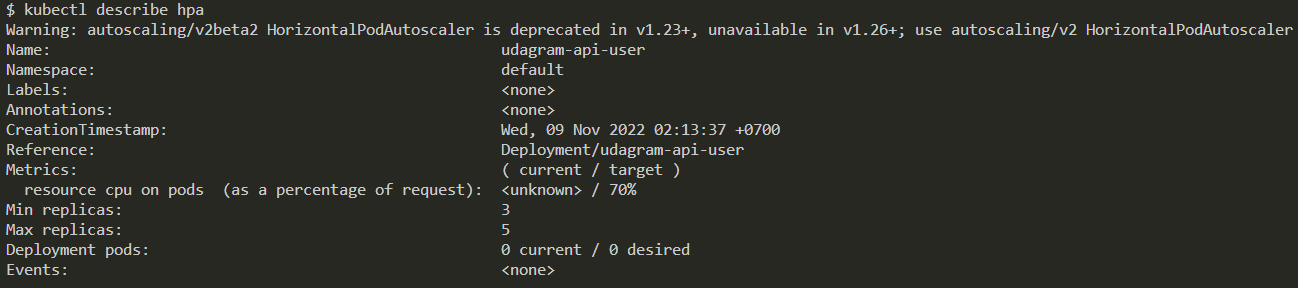 $ kubectl describe hpa
Warning: autoscaling/v2beta2 HorizontalPodAutoscaler is deprecated in v1.23+, unavailable in v1.26+; use autoscaling/v2 HorizontalPodAutoscaler
Name: udagram-api-user
Namespace: default
Labels: <none>
Annotations: <none>
CreationTimestamp: Wed, 09 Nov 2022 02:13:37 +0700
Reference: Deployment/udagram-api-user
Metrics: ( current / target )
  resource cpu on pods  (as a percentage of request): <unknown> / 70%
Min replicas: 3
Max replicas: 5
Deployment pods: 0 current / 0 desired
Events: <none>